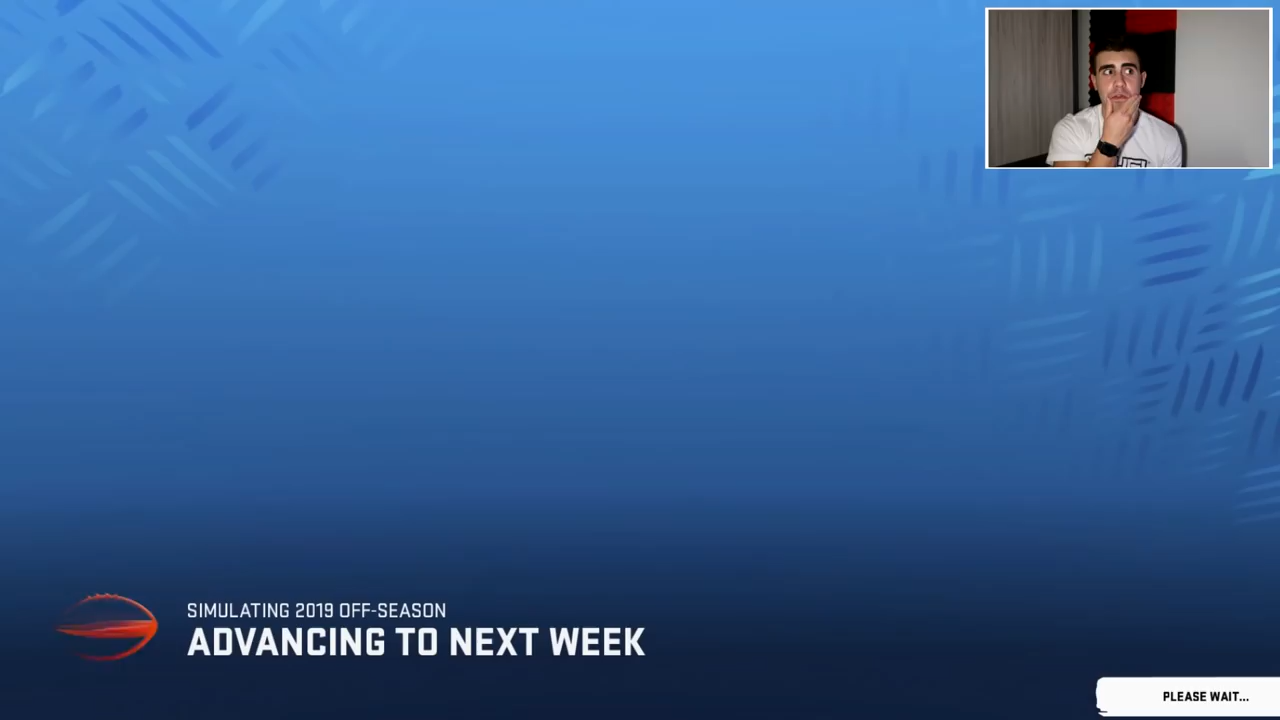 SIMULATING 2019 OFF-SEASON
ADVANCING TO NEXT WEEK
PLEASE WAIT...